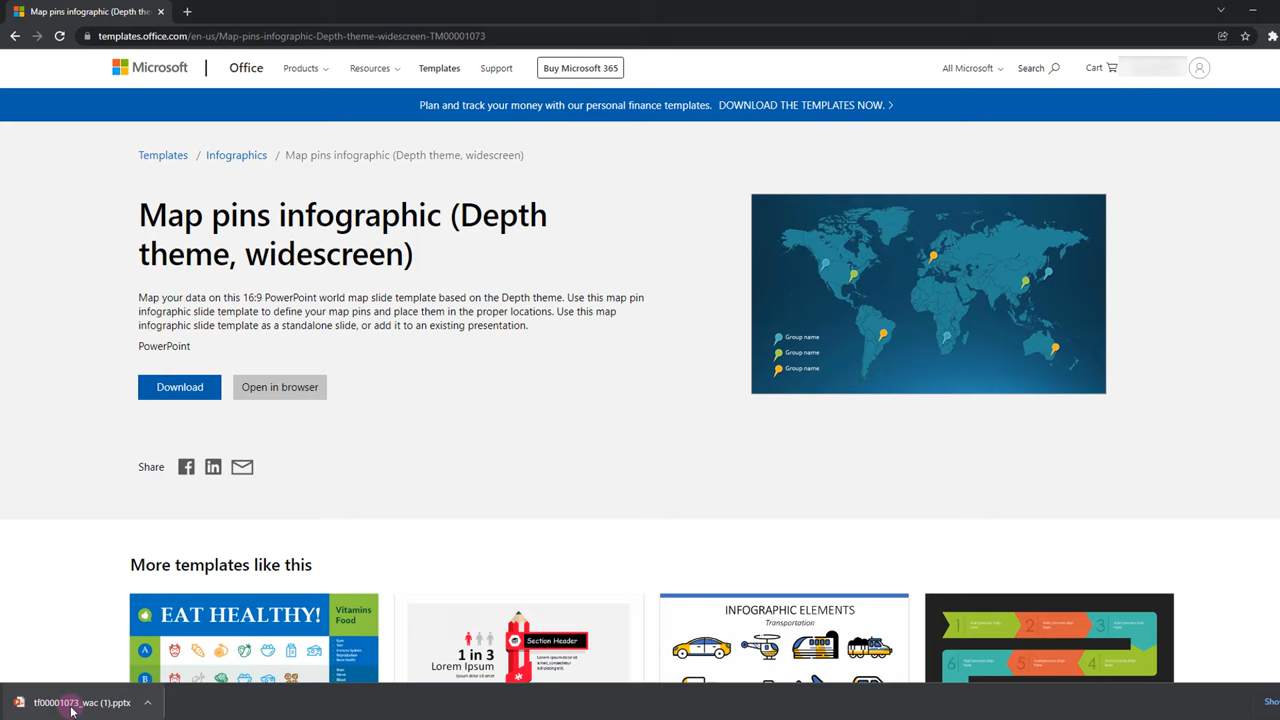 Map pins infographic (Depth the
templates.office.com/en-us/Map-pins-infographic-Depth-theme-widescreen-TM00001073
Microsoft
Office
Products
Resources
Templates
Support
Buy Microsoft 365
All Microsoft
Search
Cart
Plan and track your money with our personal finance templates. DOWNLOAD THE TEMPLATES NOW. >
Templates / Infographics / Map pins infographic (Depth theme, widescreen)
Map pins infographic (Depth
theme, widescreen)
Map your data on this 16:9 PowerPoint world map slide template based on the Depth theme. Use this map pin
infographic slide template to define your map pins and place them in the proper locations. Use this map
infographic slide template as a standalone slide, or add it to an existing presentation.
PowerPoint
Download
Open in browser
Group name
Group name
Group name
Share
More templates like this
EAT HEALTHY!
Vitamins
Food
A
B
1 in 3
Lorem Ipsum
Section Header
INFOGRAPHIC ELEMENTS
Transportation
1
2
3
6
5
4
tf00001073_wac (1).pptx
Sho